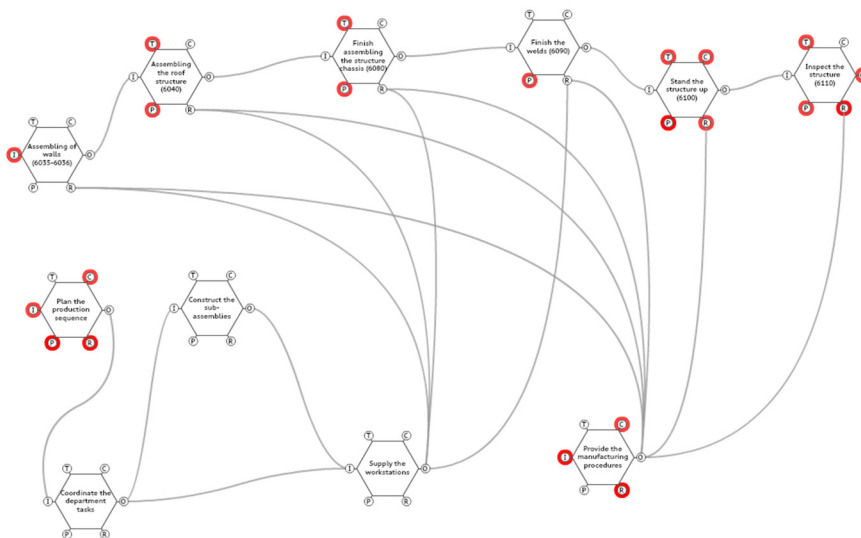 T C
I Assembling of walls (6035-6036) O
P R
T C
I Assembling the roof structure (6040) O
P R
T C
I Finish assembling the structure chassis (6080) O
P R
T C
I Finish the welds (6090) O
P R
T C
I Stand the structure up (6100) O
P R
T C
I Inspect the structure (6110) O
P R
T C
I Plan the production sequence O
P R
T C
I Construct the sub-assemblies O
P R
T C
I Coordinate the department tasks O
P R
T C
I Supply the workstations O
P R
T C
I Provide the manufacturing procedures O
P R